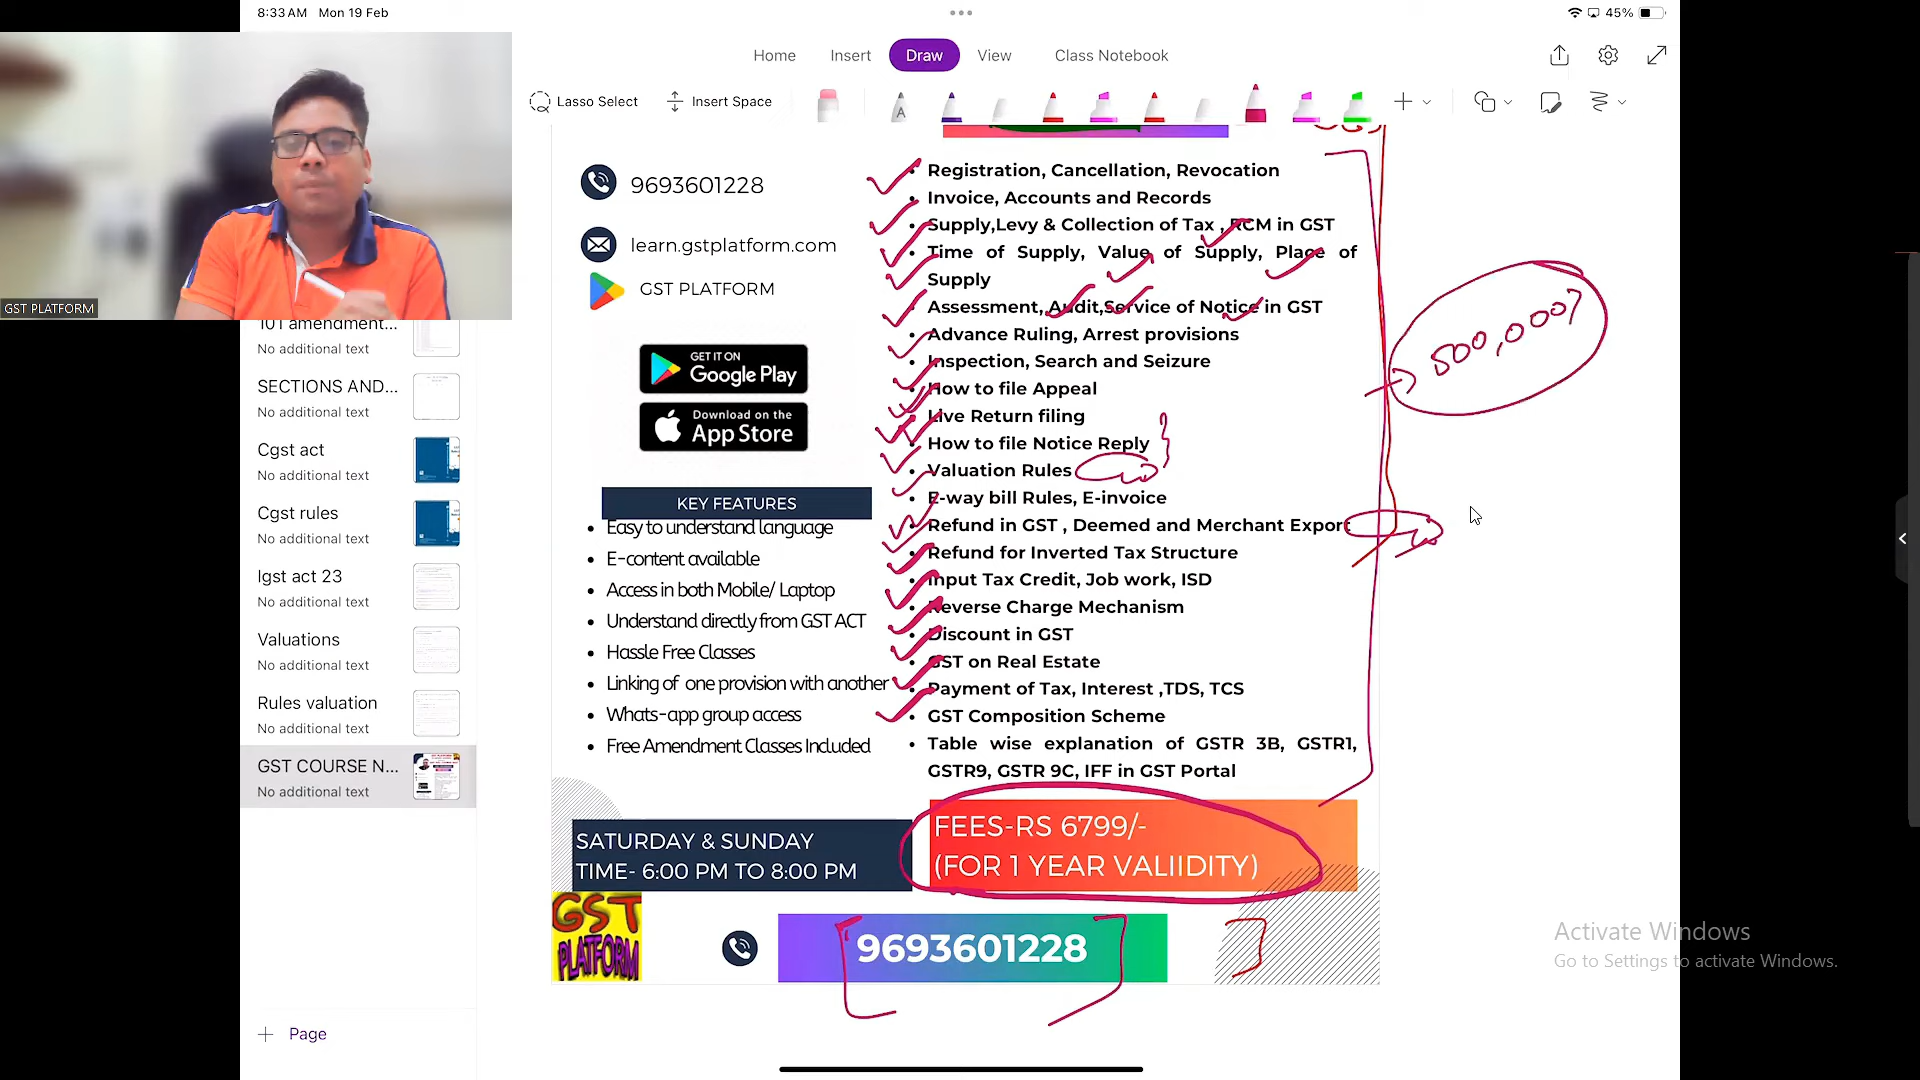 8:33 AM Mon 19 Feb
45%
Home Insert Draw View Class Notebook
Lasso Select Insert Space
GST PLATFORM
101 amendment...
No additional text
SECTIONS AND...
No additional text
Cgst act
No additional text
Cgst rules
No additional text
Igst act 23
No additional text
Valuations
No additional text
Rules valuation
No additional text
GST COURSE N...
No additional text
Page
9693601228
learn.gstplatform.com
GST PLATFORM
GET IT ON
Google Play
Download on the
App Store
KEY FEATURES
• Easy to understand language
• E-content available
• Access in both Mobile/ Laptop
• Understand directly from GST ACT
• Hassle Free Classes
• Linking of one provision with another
• Whats-app group access
• Free Amendment Classes Included
• Registration, Cancellation, Revocation
• Invoice, Accounts and Records
• Supply,Levy & Collection of Tax , RCM in GST
• Time of Supply, Value of Supply, Place of
Supply
• Assessment, Audit,Service of Notice in GST
• Advance Ruling, Arrest provisions
• Inspection, Search and Seizure
• How to file Appeal
• Live Return filing
• How to file Notice Reply
• Valuation Rules
• E-way bill Rules, E-invoice
• Refund in GST , Deemed and Merchant Export
• Refund for Inverted Tax Structure
• Input Tax Credit, Job work, ISD
• Reverse Charge Mechanism
• Discount in GST
• GST on Real Estate
• Payment of Tax, Interest ,TDS, TCS
• GST Composition Scheme
• Table wise explanation of GSTR 3B, GSTR1,
GSTR9, GSTR 9C, IFF in GST Portal
500,000
SATURDAY & SUNDAY
TIME- 6:00 PM TO 8:00 PM
FEES-RS 6799/-
(FOR 1 YEAR VALIIDITY)
GST
PLATFORM
9693601228
Activate Windows
Go to Settings to activate Windows.